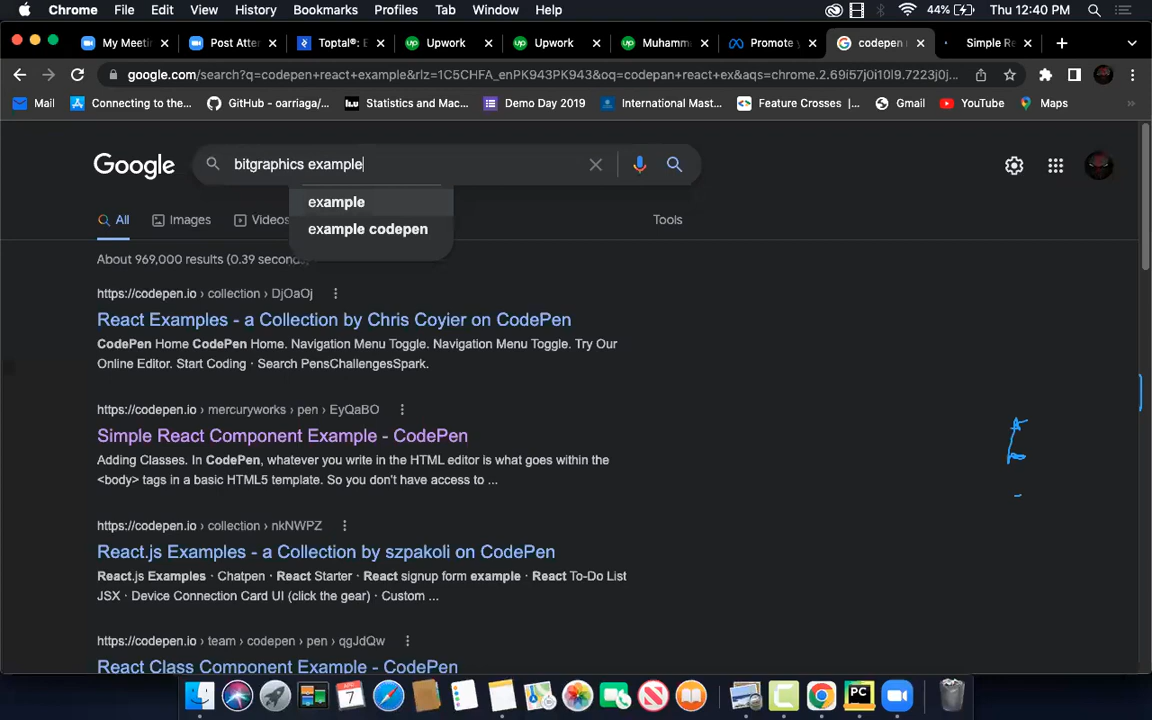 Chrome File Edit View History Bookmarks Profiles Tab Window Help 44% Thu 12:40 PM
My Meetin Post Atten Toptal®: E Upwork Upwork Muhamma Promote y codepen r Simple Re
google.com/search?q=codepen+react+example&rlz=1C5CHFA_enPK943PK943&oq=codepan+react+ex&aqs=chrome.2.69i57j0i10l9.7223j0j...
Mail Connecting to the... GitHub - oarriaga/... Statistics and Mac... Demo Day 2019 International Mast... Feature Crosses |... Gmail YouTube Maps
Google bitgraphics example
example
All Images Videos Tools
example codepen
About 969,000 results (0.39 seconds
https://codepen.io › collection › DjOaOj
React Examples - a Collection by Chris Coyier on CodePen
CodePen Home CodePen Home. Navigation Menu Toggle. Navigation Menu Toggle. Try Our
Online Editor. Start Coding · Search PensChallengesSpark.
https://codepen.io › mercuryworks › pen › EyQaBO
Simple React Component Example - CodePen
Adding Classes. In CodePen, whatever you write in the HTML editor is what goes within the
<body> tags in a basic HTML5 template. So you don't have access to ...
https://codepen.io › collection › nkNWPZ
React.js Examples - a Collection by szpakoli on CodePen
React.js Examples · Chatpen · React Starter · React signup form example · React To-Do List
JSX · Device Connection Card UI (click the gear) · Custom ...
https://codepen.io › team › codepen › pen › qgJdQw
React Class Component Example - CodePen
7
PC